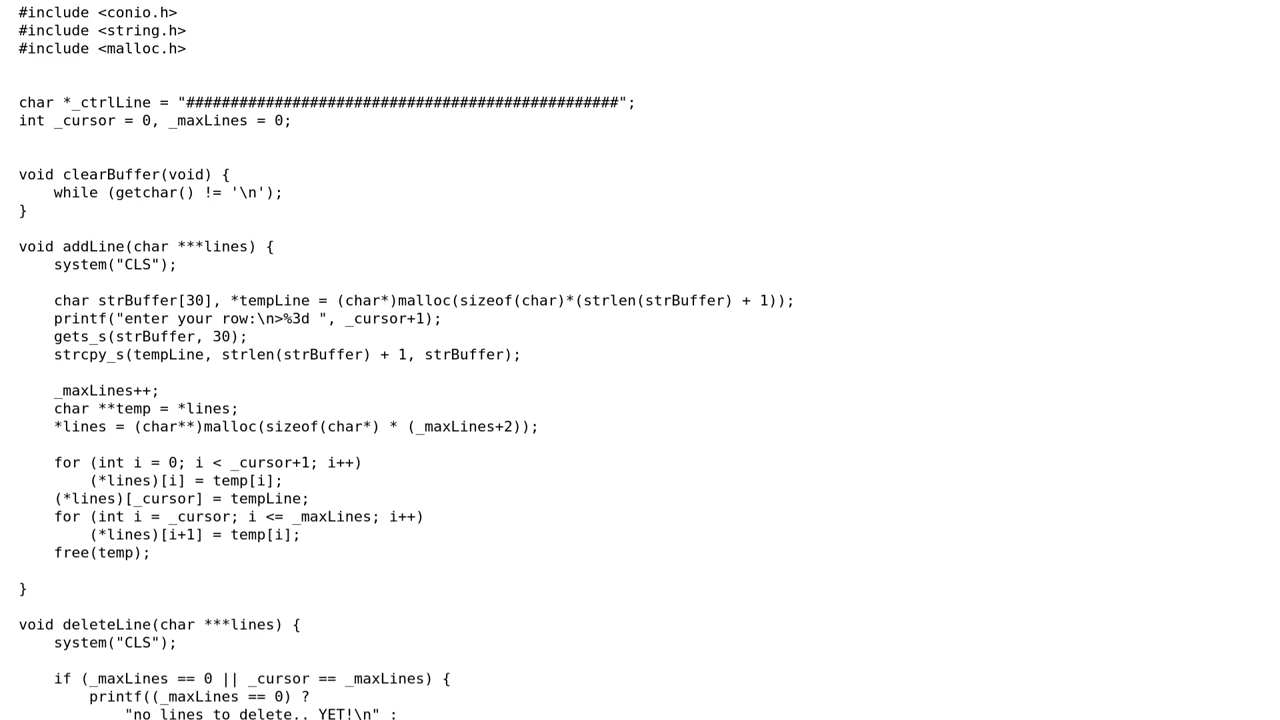 #include <conio.h>
#include <string.h>
#include <malloc.h>
char *_ctrlLine = "#################################################";
int _cursor = 0, _maxLines = 0;
void clearBuffer(void) {
    while (getchar() != '\n');
}
void addLine(char ***lines) {
    system("CLS");
    char strBuffer[30], *tempLine = (char*)malloc(sizeof(char)*(strlen(strBuffer) + 1));
    printf("enter your row:\n>%3d ", _cursor+1);
    gets_s(strBuffer, 30);
    strcpy_s(tempLine, strlen(strBuffer) + 1, strBuffer);
    _maxLines++;
    char **temp = *lines;
    *lines = (char**)malloc(sizeof(char*) * (_maxLines+2));
    for (int i = 0; i < _cursor+1; i++)
        (*lines)[i] = temp[i];
    (*lines)[_cursor] = tempLine;
    for (int i = _cursor; i <= _maxLines; i++)
        (*lines)[i+1] = temp[i];
    free(temp);
}
void deleteLine(char ***lines) {
    system("CLS");
    if (_maxLines == 0 || _cursor == _maxLines) {
        printf((_maxLines == 0) ?
            "no lines to delete.. YET!\n" :